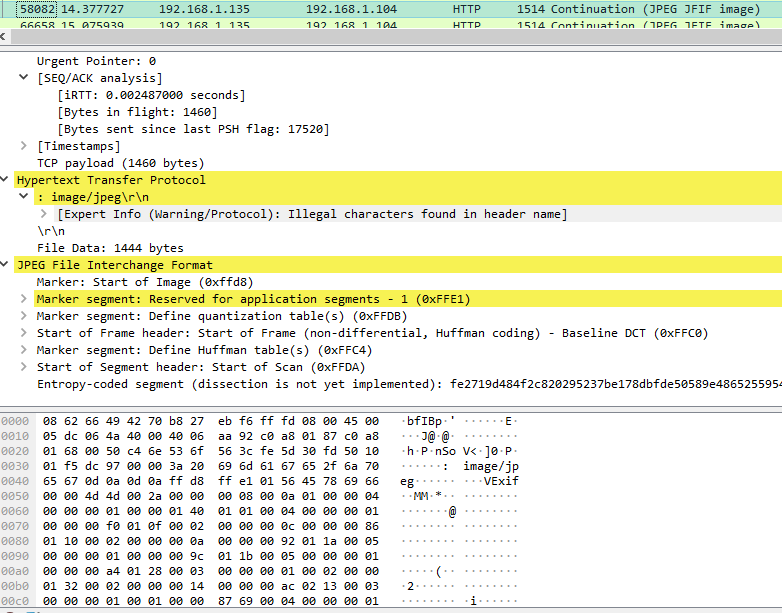 58082 14.377727 192.168.1.135 192.168.1.104 HTTP 1514 Continuation (JPEG JFIF image)
66658 15.075939 192.168.1.135 192.168.1.104 HTTP 1514 Continuation (JPEG JFIF image)
Urgent Pointer: 0
[SEQ/ACK analysis]
[iRTT: 0.002487000 seconds]
[Bytes in flight: 1460]
[Bytes sent since last PSH flag: 17520]
[Timestamps]
TCP payload (1460 bytes)
Hypertext Transfer Protocol
: image/jpeg\r\n
[Expert Info (Warning/Protocol): Illegal characters found in header name]
\r\n
File Data: 1444 bytes
JPEG File Interchange Format
Marker: Start of Image (0xffd8)
Marker segment: Reserved for application segments - 1 (0xFFE1)
Marker segment: Define quantization table(s) (0xFFDB)
Start of Frame header: Start of Frame (non-differential, Huffman coding) - Baseline DCT (0xFFC0)
Marker segment: Define Huffman table(s) (0xFFC4)
Start of Segment header: Start of Scan (0xFFDA)
Entropy-coded segment (dissection is not yet implemented): fe2719d484f2c820295237be178dbfde50589e4865255954
0000 08 62 66 49 42 70 b8 27 eb f6 ff fd 08 00 45 00 ·bfIBp·' ······E·
0010 05 dc 06 4a 40 00 40 06 aa 92 c0 a8 01 87 c0 a8 ···J@·@· ········
0020 01 68 00 50 c4 6e 53 6f 56 3c fe 5d 30 fd 50 10 ·h·P·nSo V<·]0·P·
0030 01 f5 dc 97 00 00 3a 20 69 6d 61 67 65 2f 6a 70 ······: image/jp
0040 65 67 0d 0a 0d 0a ff d8 ff e1 01 56 45 78 69 66 eg······ ···VExif
0050 00 00 4d 4d 00 2a 00 00 00 08 00 0a 01 00 00 04 ··MM·*·· ········
0060 00 00 00 01 00 00 01 40 01 01 00 04 00 00 00 01 ·······@ ········
0070 00 00 00 f0 01 0f 00 02 00 00 00 0c 00 00 00 86 ········ ········
0080 01 10 00 02 00 00 00 0a 00 00 00 92 01 1a 00 05 ········ ········
0090 00 00 00 01 00 00 00 9c 01 1b 00 05 00 00 00 01 ········ ········
00a0 00 00 00 a4 01 28 00 03 00 00 00 01 00 02 00 00 ·····(·· ········
00b0 01 32 00 02 00 00 00 14 00 00 00 ac 02 13 00 03 ·2······ ········
00c0 00 00 00 01 00 01 00 00 87 69 00 04 00 00 00 01 ········ ·i······